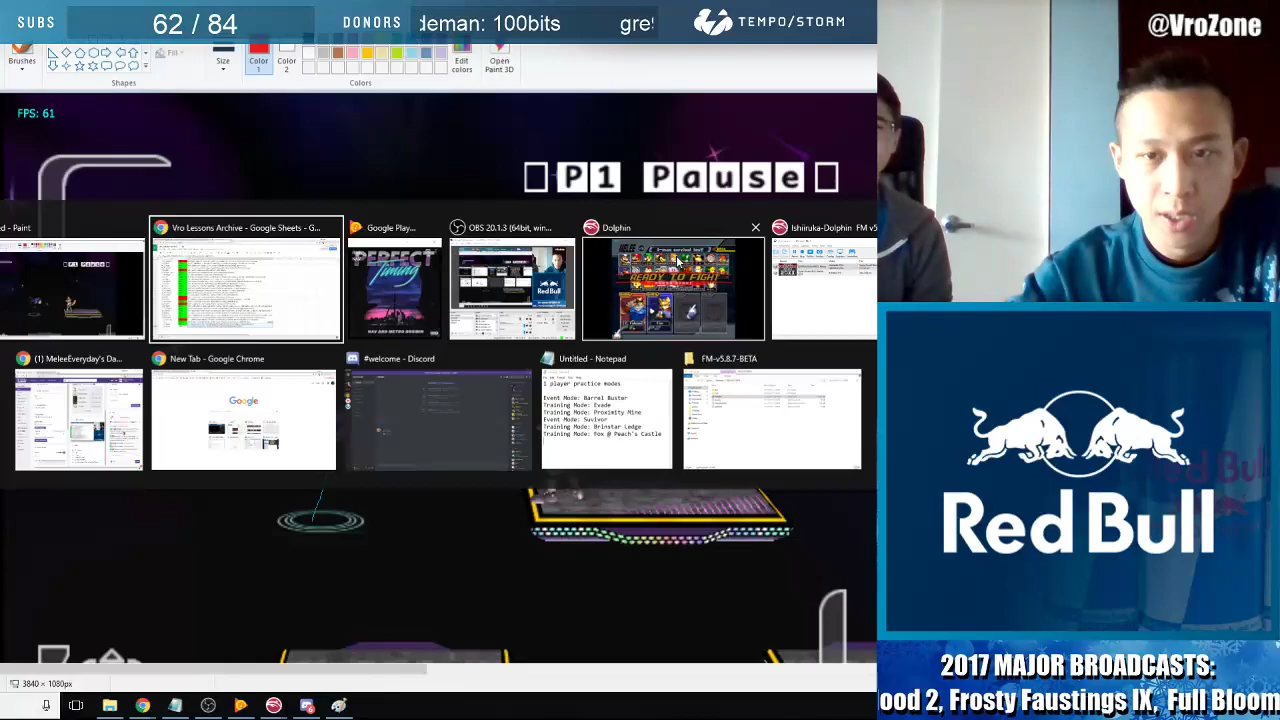 SUBS
62 / 84
DONORS
deman: 100bits
gre
TEMPO/STORM
@VroZone
Brushes
Shapes
Fill
Size
Color 1
Color 2
Edit colors
Open Paint 3D
Colors
FPS: 61
P1 Pause
d - Paint
Vro Lessons Archive - Google Sheets - G...
Google Play...
OBS 20.1.3 (64bit, win...
Dolphin
Ishiiruka-Dolphin FM v5
READY TO FIGHT
(1) MeleeEveryday's Da...
New Tab - Google Chrome
Google
#welcome - Discord
Untitled - Notepad
1 player practice modes
Event Mode: Barrel Buster
Training Mode: Evade
Training Mode: Proximity Mine
Event Mode: Suvivor
Training Mode: Brinstar Ledge
Training Mode: Fox @ Peach's Castle
FM-v5.8.7-BETA
Red Bull
3840 × 1080px
2017 MAJOR BROADCASTS:
ood 2, Frosty Faustings IX, Full Bloom